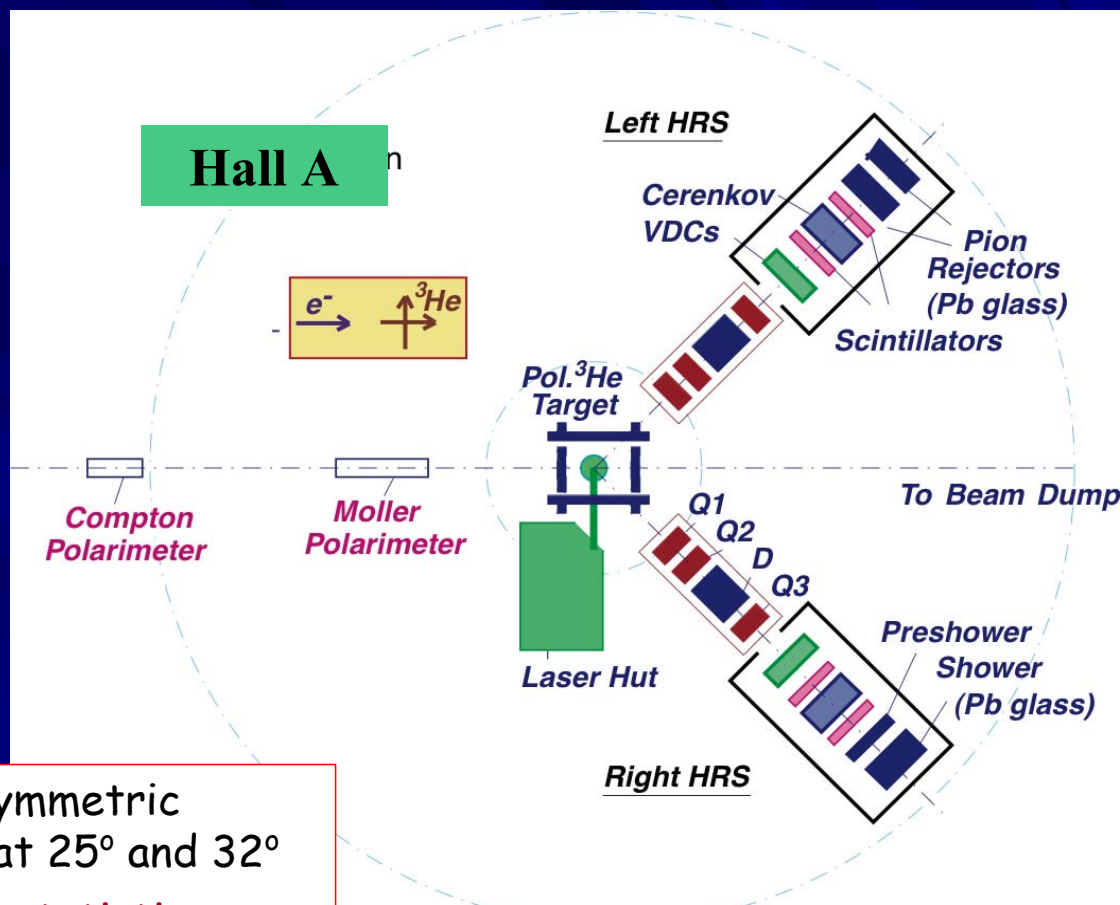 Hall A
n
Left HRS
Cerenkov
VDCs
Pion
Rejectors
(Pb glass)
Scintillators
e-
³He
-
Pol.³He
Target
To Beam Dump
Compton
Polarimeter
Moller
Polarimeter
Q1
Q2
D
Q3
Laser Hut
Preshower
Shower
(Pb glass)
Right HRS
ymmetric
at 25° and 32°